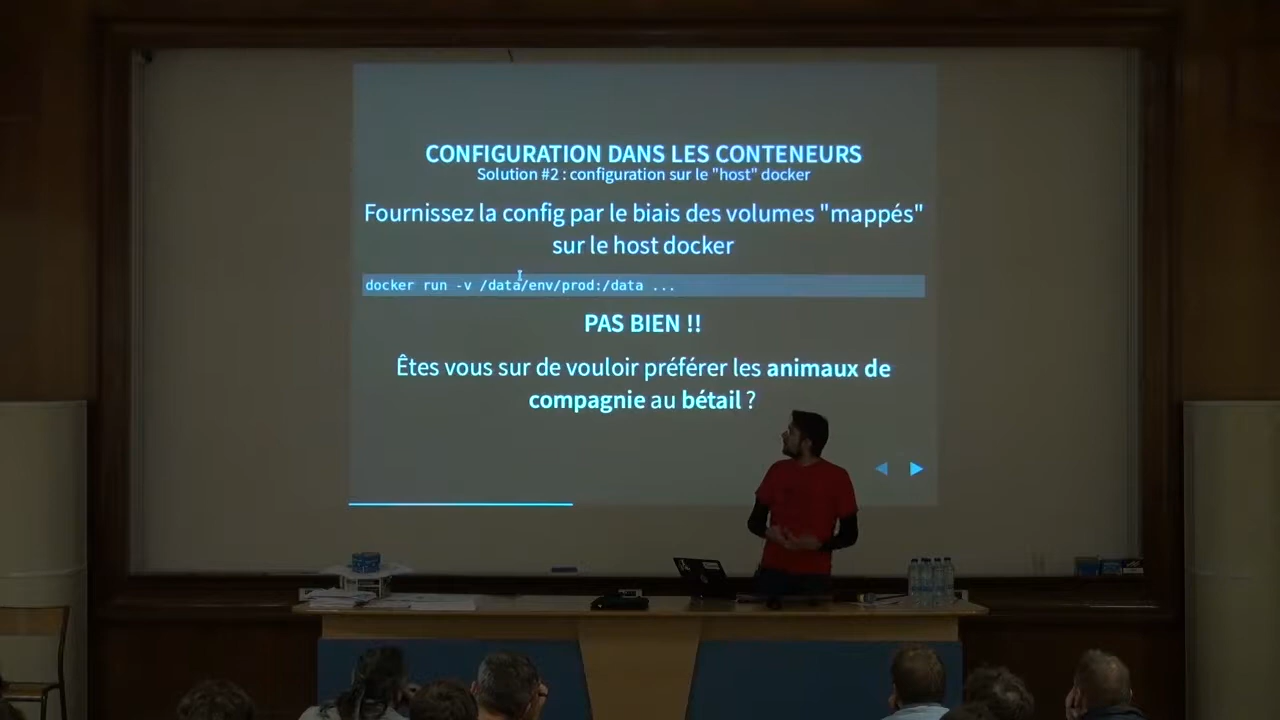 CONFIGURATION DANS LES CONTENEURS
Solution #2 : configuration sur le "host" docker
Fournissez la config par le biais des volumes "mappés"
sur le host docker
docker run -v /data/env/prod:/data ...
PAS BIEN !!
Êtes vous sur de vouloir préférer les animaux de
compagnie au bétail ?